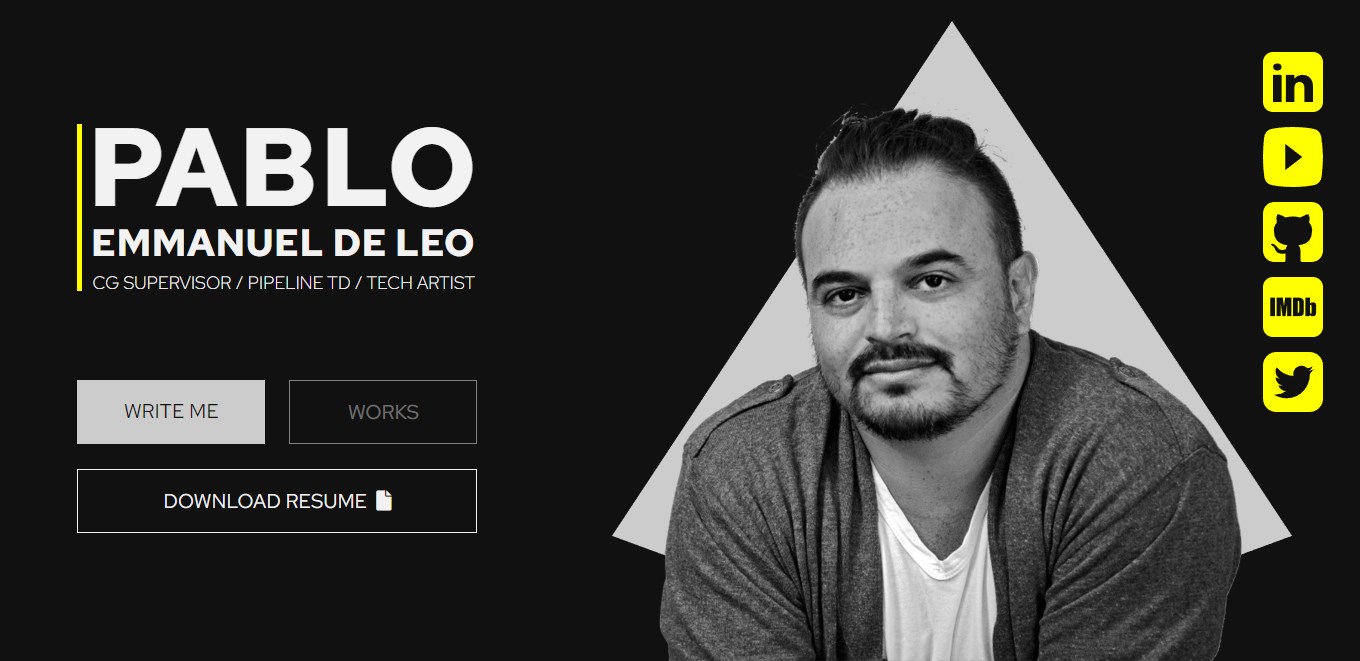 PABLO
EMMANUEL DE LEO
CG SUPERVISOR / PIPELINE TD / TECH ARTIST
WRITE ME
WORKS
DOWNLOAD RESUME
in
IMDb